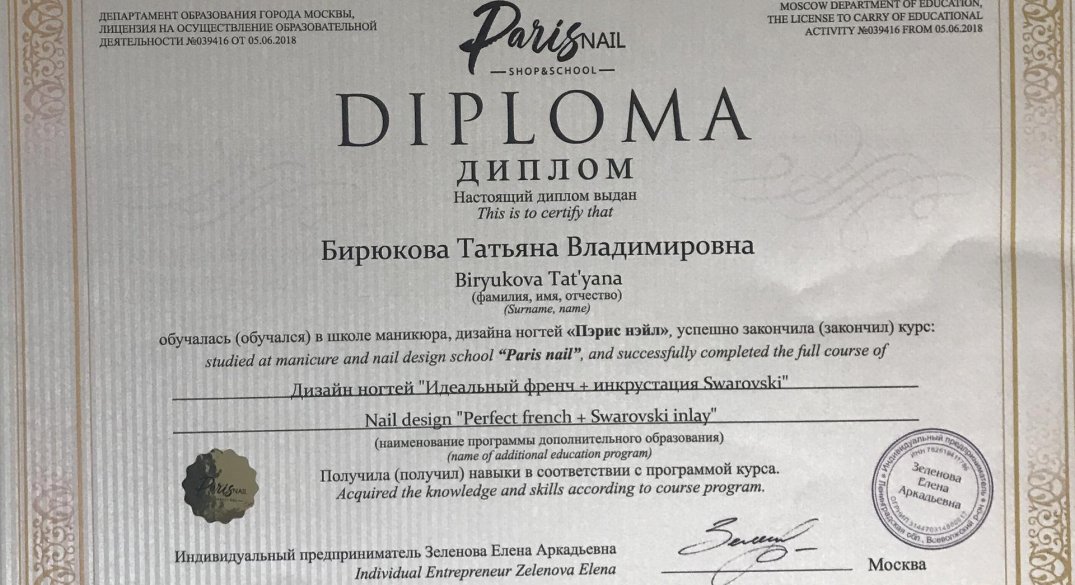 ДЕПАРТАМЕНТ ОБРАЗОВАНИЯ ГОРОДА МОСКВЫ,
ЛИЦЕНЗИЯ НА ОСУЩЕСТВЛЕНИЕ ОБРАЗОВАТЕЛЬНОЙ
ДЕЯТЕЛЬНОСТИ №039416 ОТ 05.06.2018
MOSCOW DEPARTMENT OF EDUCATION,
THE LICENSE TO CARRY OF EDUCATIONAL
ACTIVITY №039416 FROM 05.06.2018
Paris NAIL
SHOP&SCHOOL
DIPLOMA
ДИПЛОМ
Настоящий диплом выдан
This is to certify that
Бирюкова Татьяна Владимировна
Biryukova Tat'yana
(фамилия, имя, отчество)
(Surname, name)
обучалась (обучался) в школе маникюра, дизайна ногтей «Пэрис нэйл», успешно закончила (закончил) курс:
studied at manicure and nail design school “Paris nail”, and successfully completed the full course of
Дизайн ногтей "Идеальный френч + инкрустация Swarovski"
Nail design "Perfect french + Swarovski inlay"
(наименование программы дополнительного образования)
(name of additional education program)
Получила (получил) навыки в соответствии с программой курса.
Acquired the knowledge and skills according to course program.
Paris NAIL
Индивидуальный предприниматель
Зеленова
Елена
Аркадьевна
Ленинградская обл., Всеволожский р-он
Индивидуальный предприниматель Зеленова Елена Аркадьевна
Individual Entrepreneur Zelenova Elena
Москва